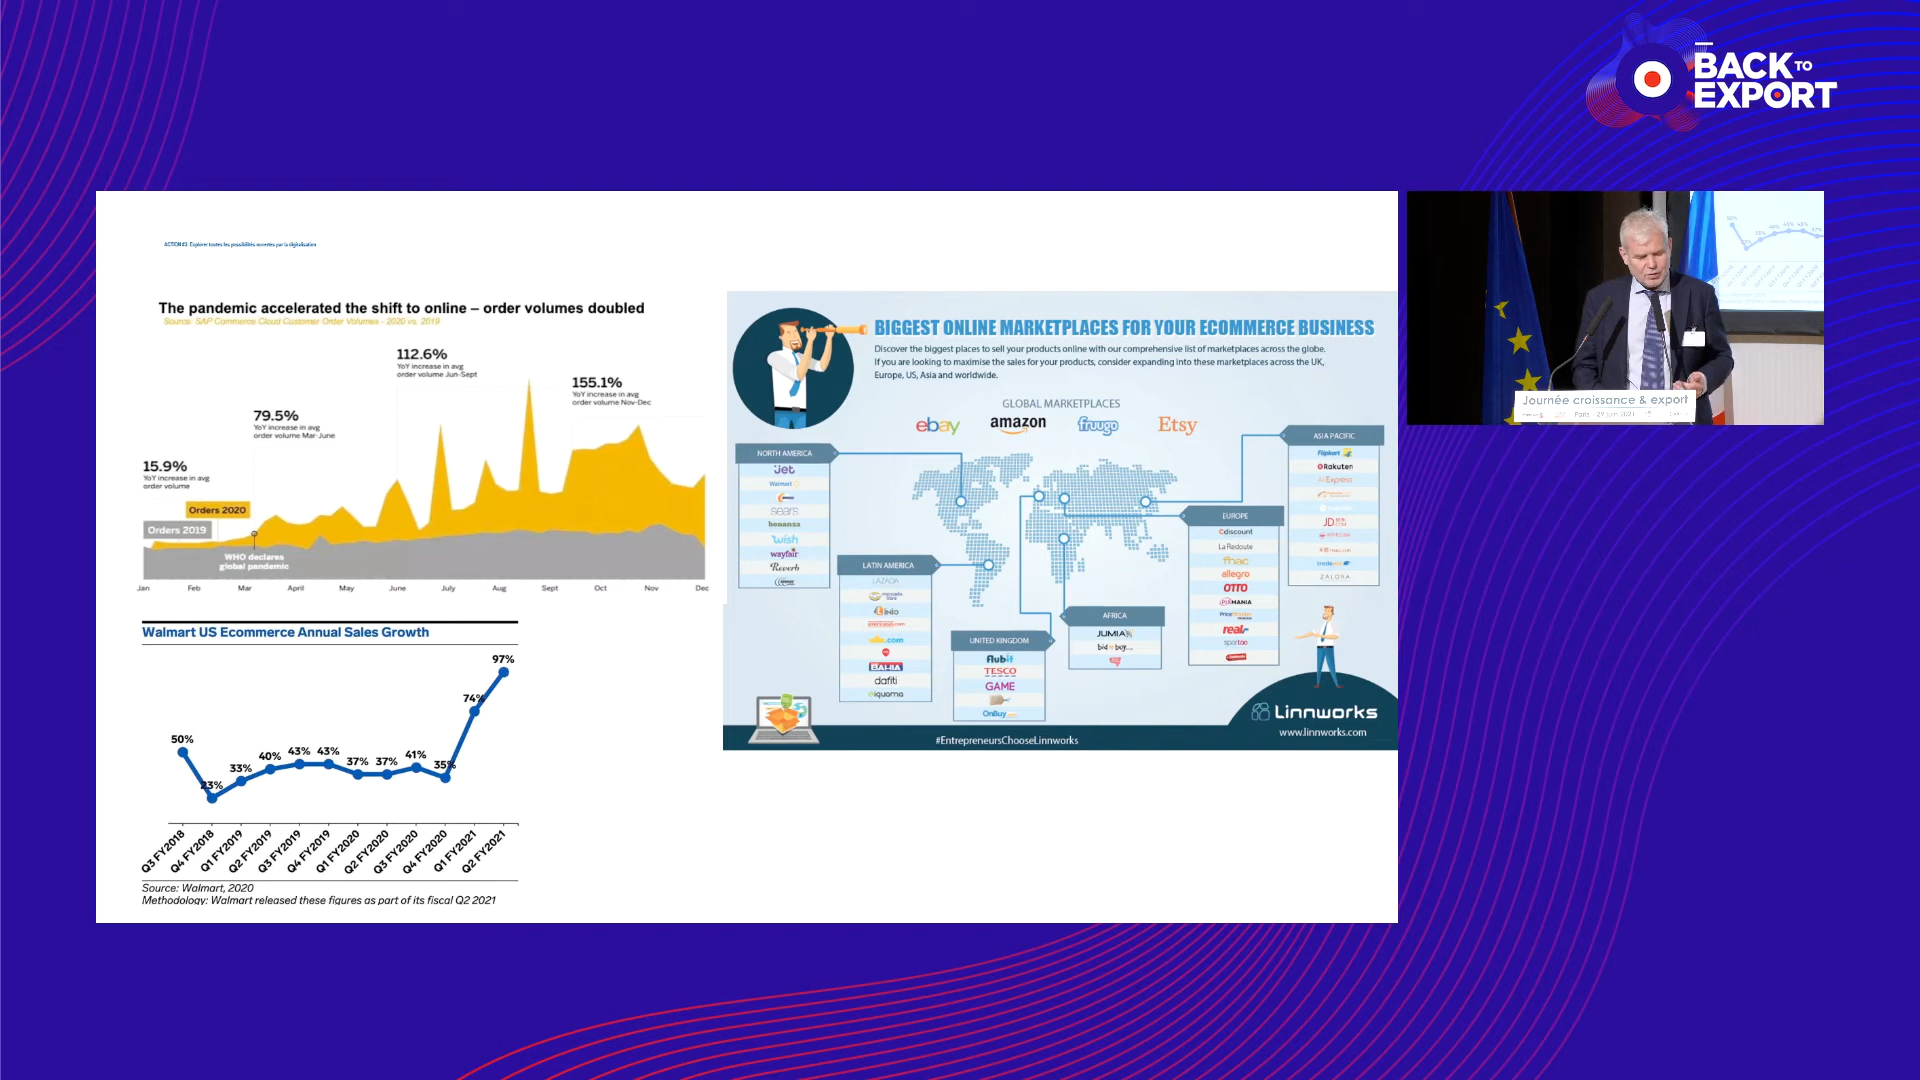 BACK TO
EXPORT
ACTION #3 Explorer toutes les possibilités ouvertes par la digitalisation
The pandemic accelerated the shift to online – order volumes doubled
Source: SAP Commerce Cloud Customer Order Volumes - 2020 vs. 2019
112.6%
YoY increase in avg
order volume Jun-Sept
155.1%
YoY increase in avg
order volume Nov-Dec
79.5%
YoY increase in avg
order volume Mar-June
15.9%
YoY increase in avg
order volume
Orders 2020
Orders 2019
WHO declares
global pandemic
Jan Feb Mar April May June July Aug Sept Oct Nov Dec
Walmart US Ecommerce Annual Sales Growth
50% 23% 33% 40% 43% 43% 37% 37% 41% 35% 74% 97%
Q3 FY2018 Q4 FY2018 Q1 FY2019 Q2 FY2019 Q3 FY2019 Q4 FY2019 Q1 FY2020 Q2 FY2020 Q3 FY2020 Q4 FY2020 Q1 FY2021 Q2 FY2021
Source: Walmart, 2020
Methodology: Walmart released these figures as part of its fiscal Q2 2021
BIGGEST ONLINE MARKETPLACES FOR YOUR ECOMMERCE BUSINESS
Discover the biggest places to sell your products online with our comprehensive list of marketplaces across the globe.
If you are looking to maximise the sales for your products, consider expanding into these marketplaces across the UK,
Europe, US, Asia and worldwide.
GLOBAL MARKETPLACES
ebay amazon fruugo Etsy
NORTH AMERICA
Jet
Walmart
sears
bonanza
wish
wayfair
Reverb
LATIN AMERICA
LAZADA
mercado libre
linio
americanas.com
.com
BAHIA
dafiti
iquama
UNITED KINGDOM
flubit
TESCO
GAME
OnBuy
AFRICA
JUMIA
bid or buy
EUROPE
Cdiscount
La Redoute
fnac
allegro
OTTO
PIXMANIA
real,-
spartoo
ASIA PACIFIC
Flipkart
Rakuten
AliExpress
JD
trademe
ZALORA
#EntrepreneursChooseLinnworks
Linnworks
www.linnworks.com
Journée croissance & export
Paris 29 juin 2021